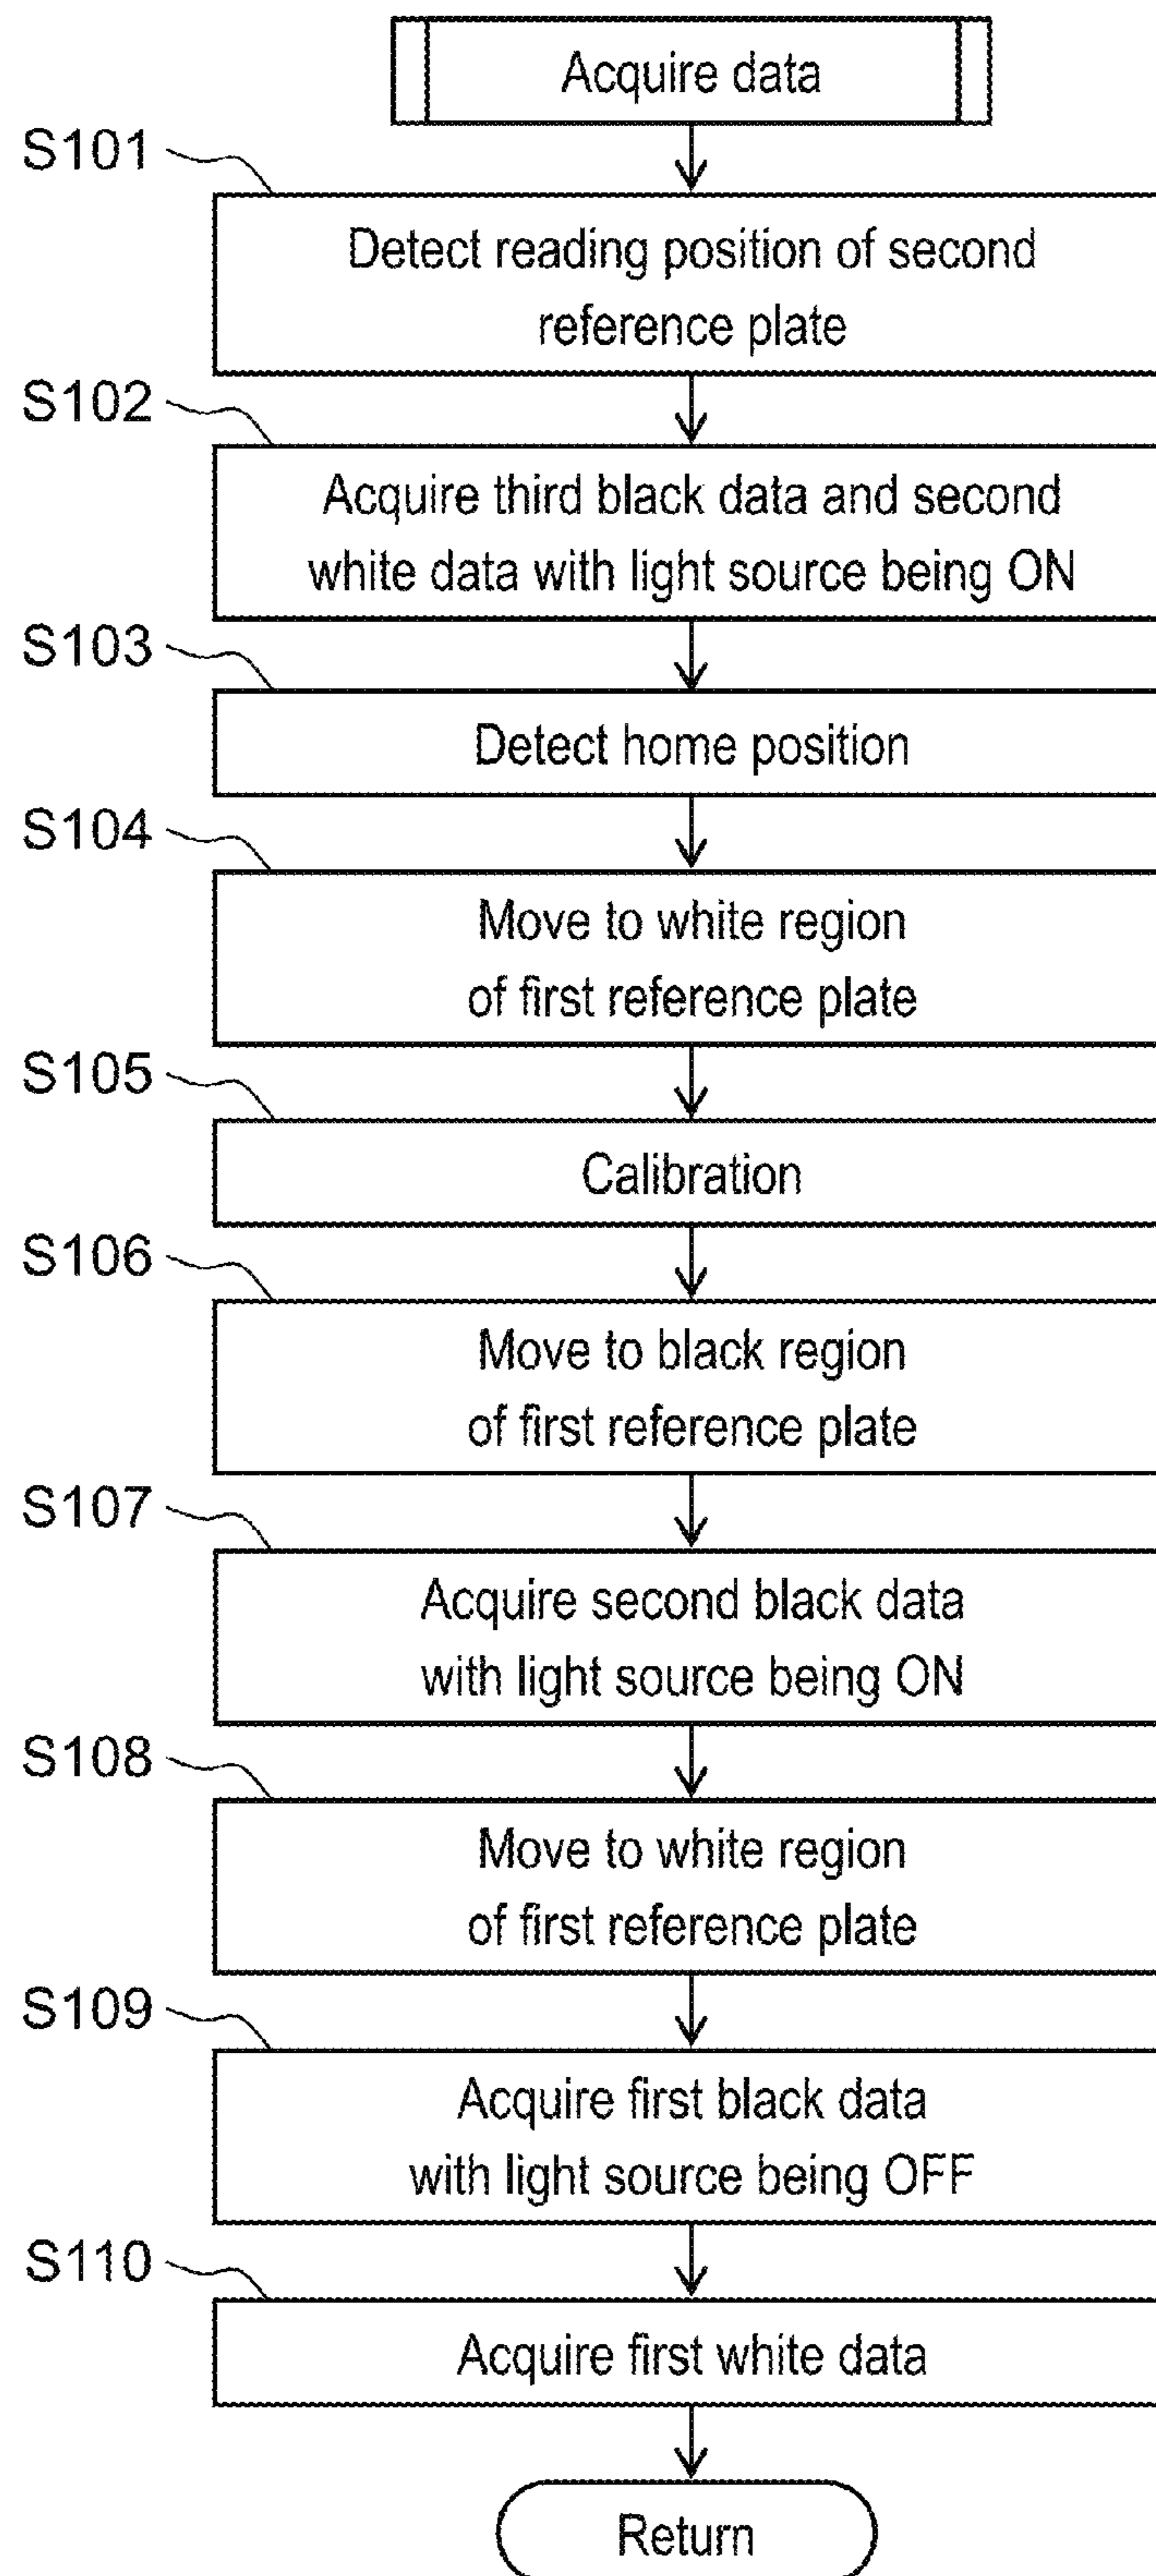 Acquire data
S101
Detect reading position of second
reference plate
S102
Acquire third black data and second
white data with light source being ON
S103
Detect home position
S104
Move to white region
of first reference plate
S105
Calibration
S106
Move to black region
of first reference plate
S107
Acquire second black data
with light source being ON
S108
Move to white region
of first reference plate
S109
Acquire first black data
with light source being OFF
S110
Acquire first white data
Return